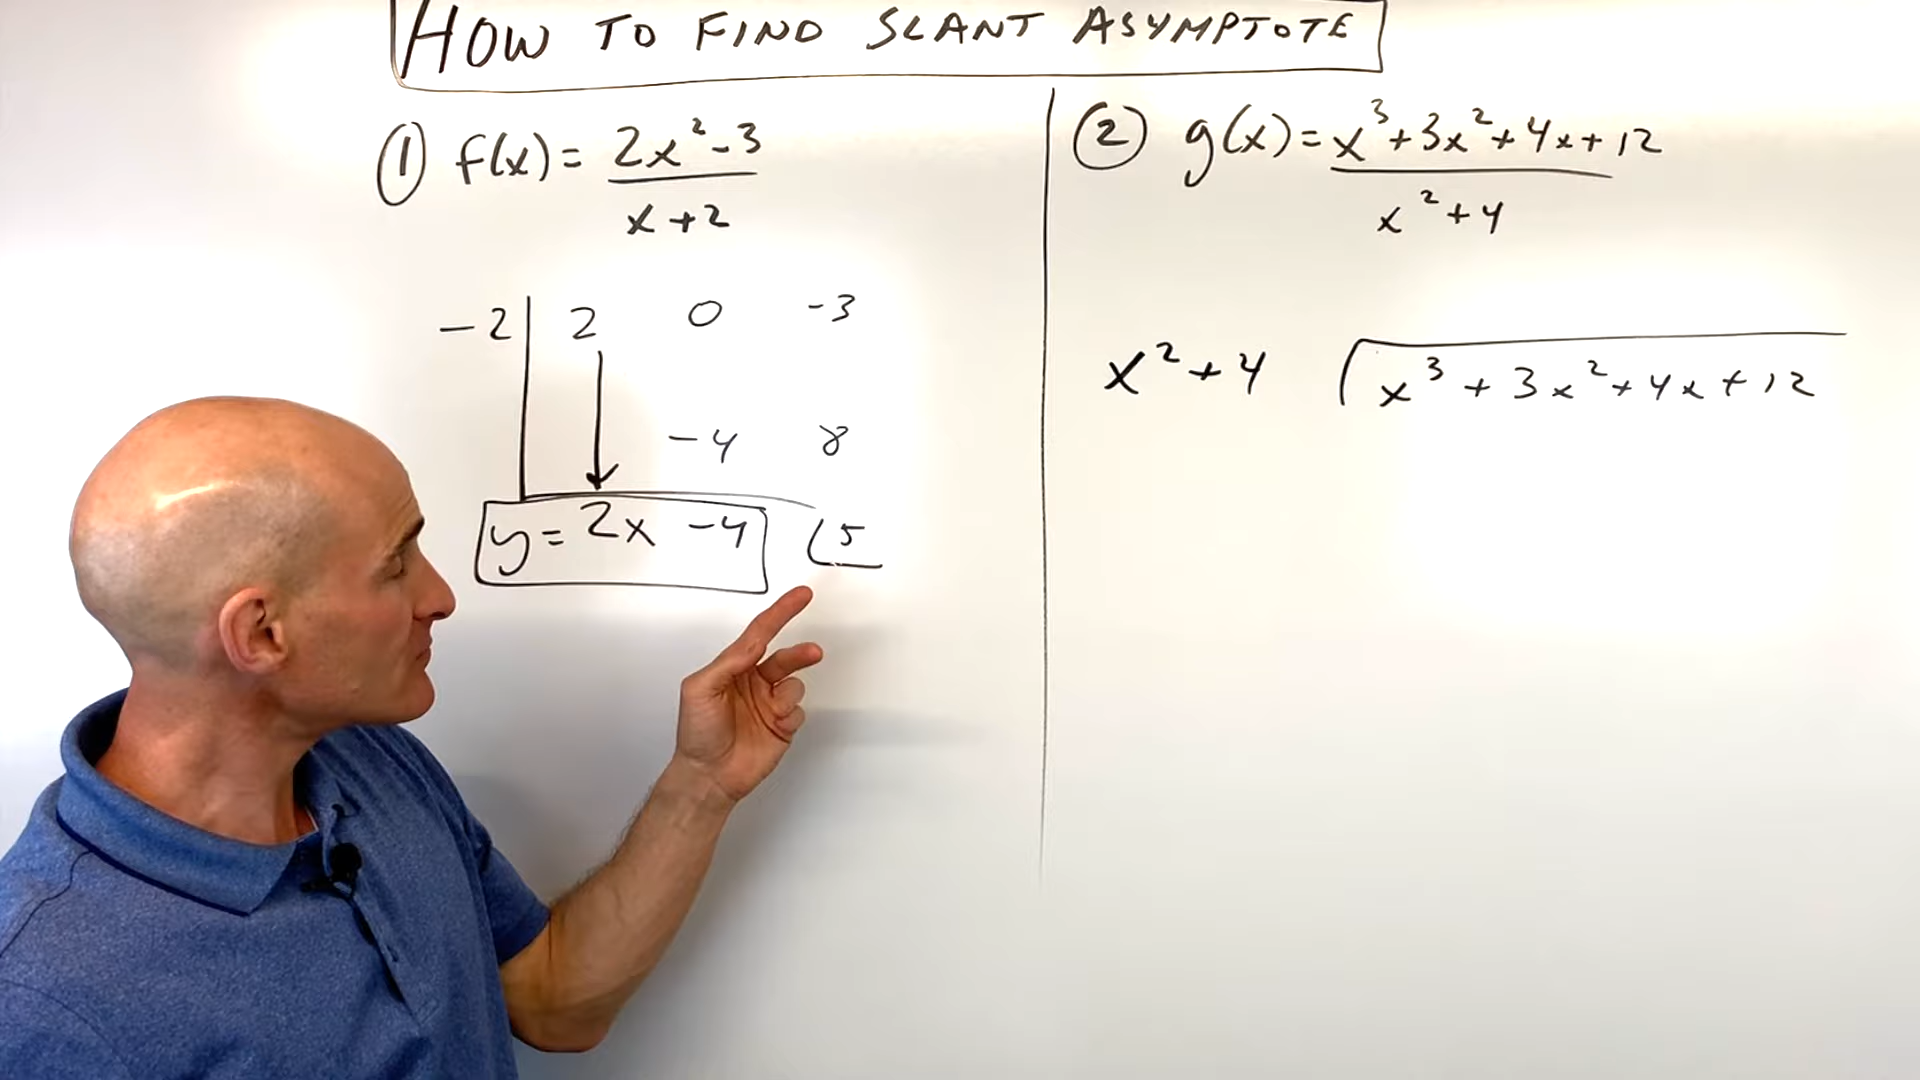 HOW TO FIND SLANT ASYMPTOTE
① f(x) = 2x² - 3
x + 2
-2 2 0 -3
-4 8
y = 2x -4 5
② g(x) = x³ + 3x² + 4x + 12
x² + 4
x² + 4 x³ + 3x² + 4x + 12